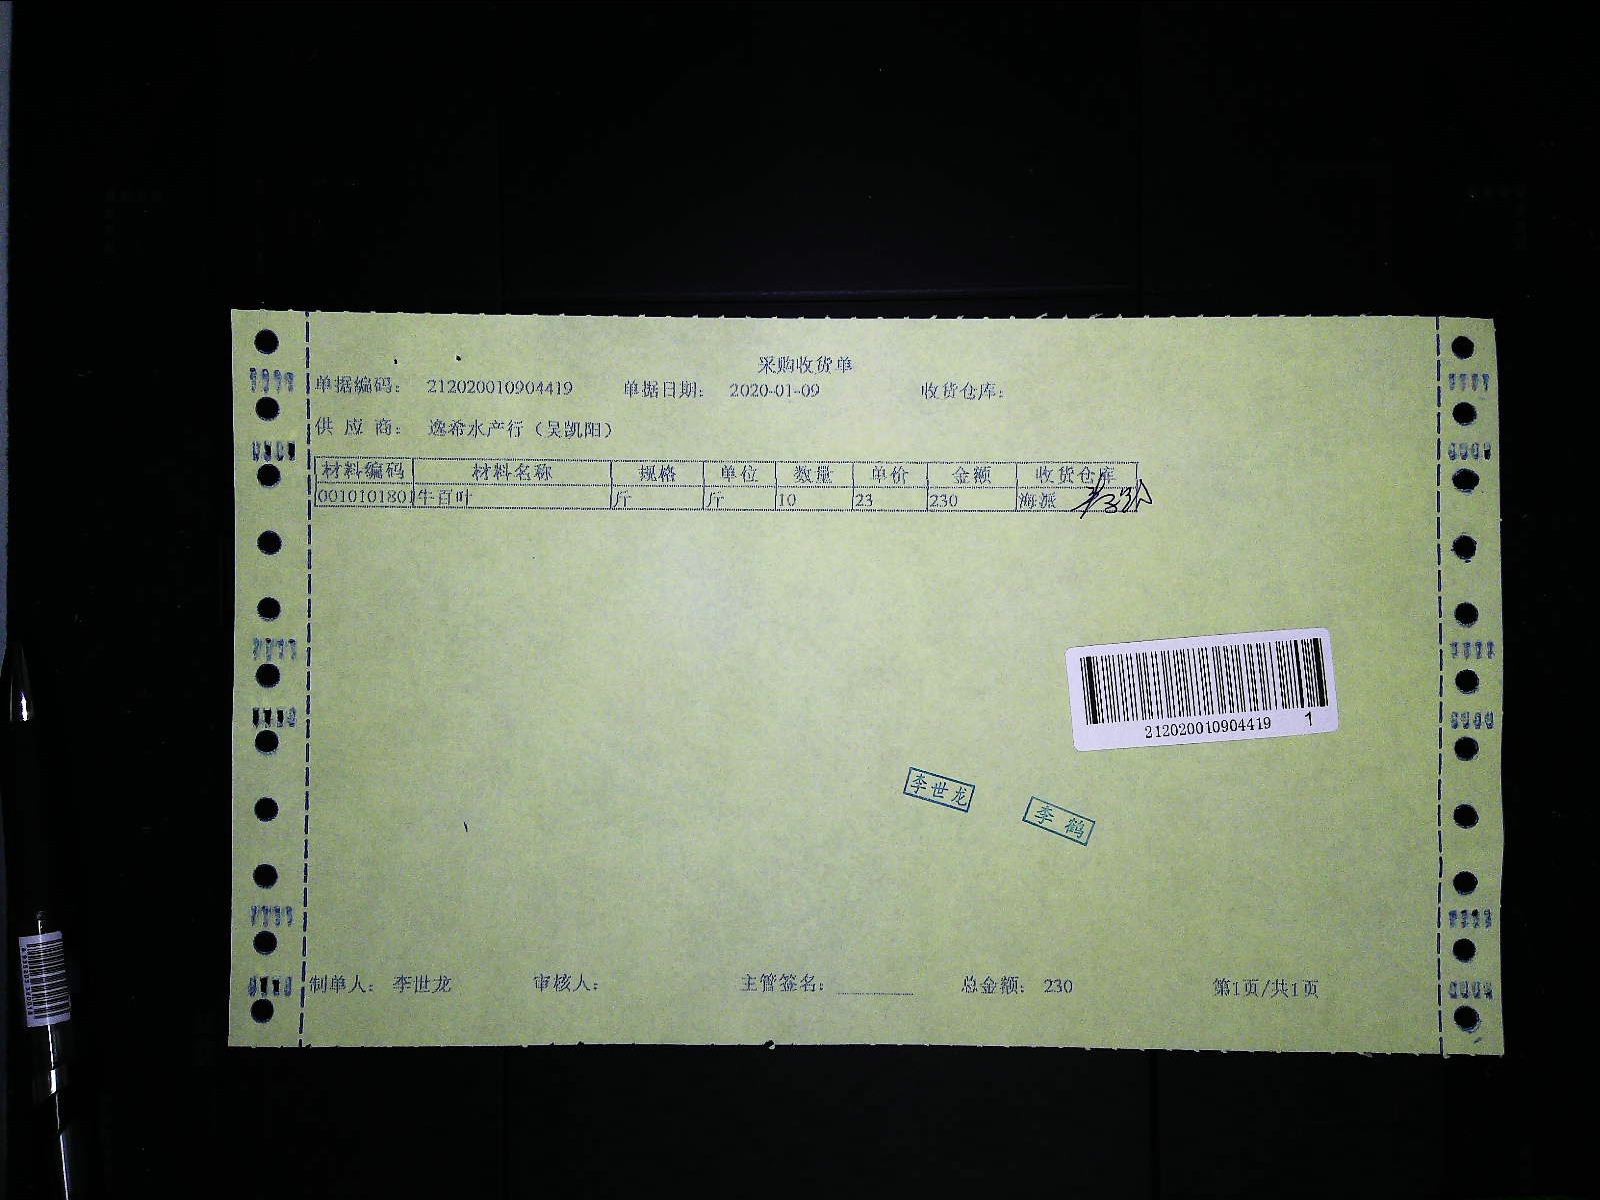 采购收货单
单据编码： 212020010904419 单据日期： 2020-01-09 收货仓库：
供 应 商： 逸希水产行（吴凯阳）
材料编码 材料名称 规格 单位 数量 单价 金额 收货仓库
0010101801 牛百叶 斤 斤 10 23 230 海派
212020010904419 1
李世龙
李鹤
制单人： 李世龙 审核人： 主管签名： 总金额： 230 第1页/共1页